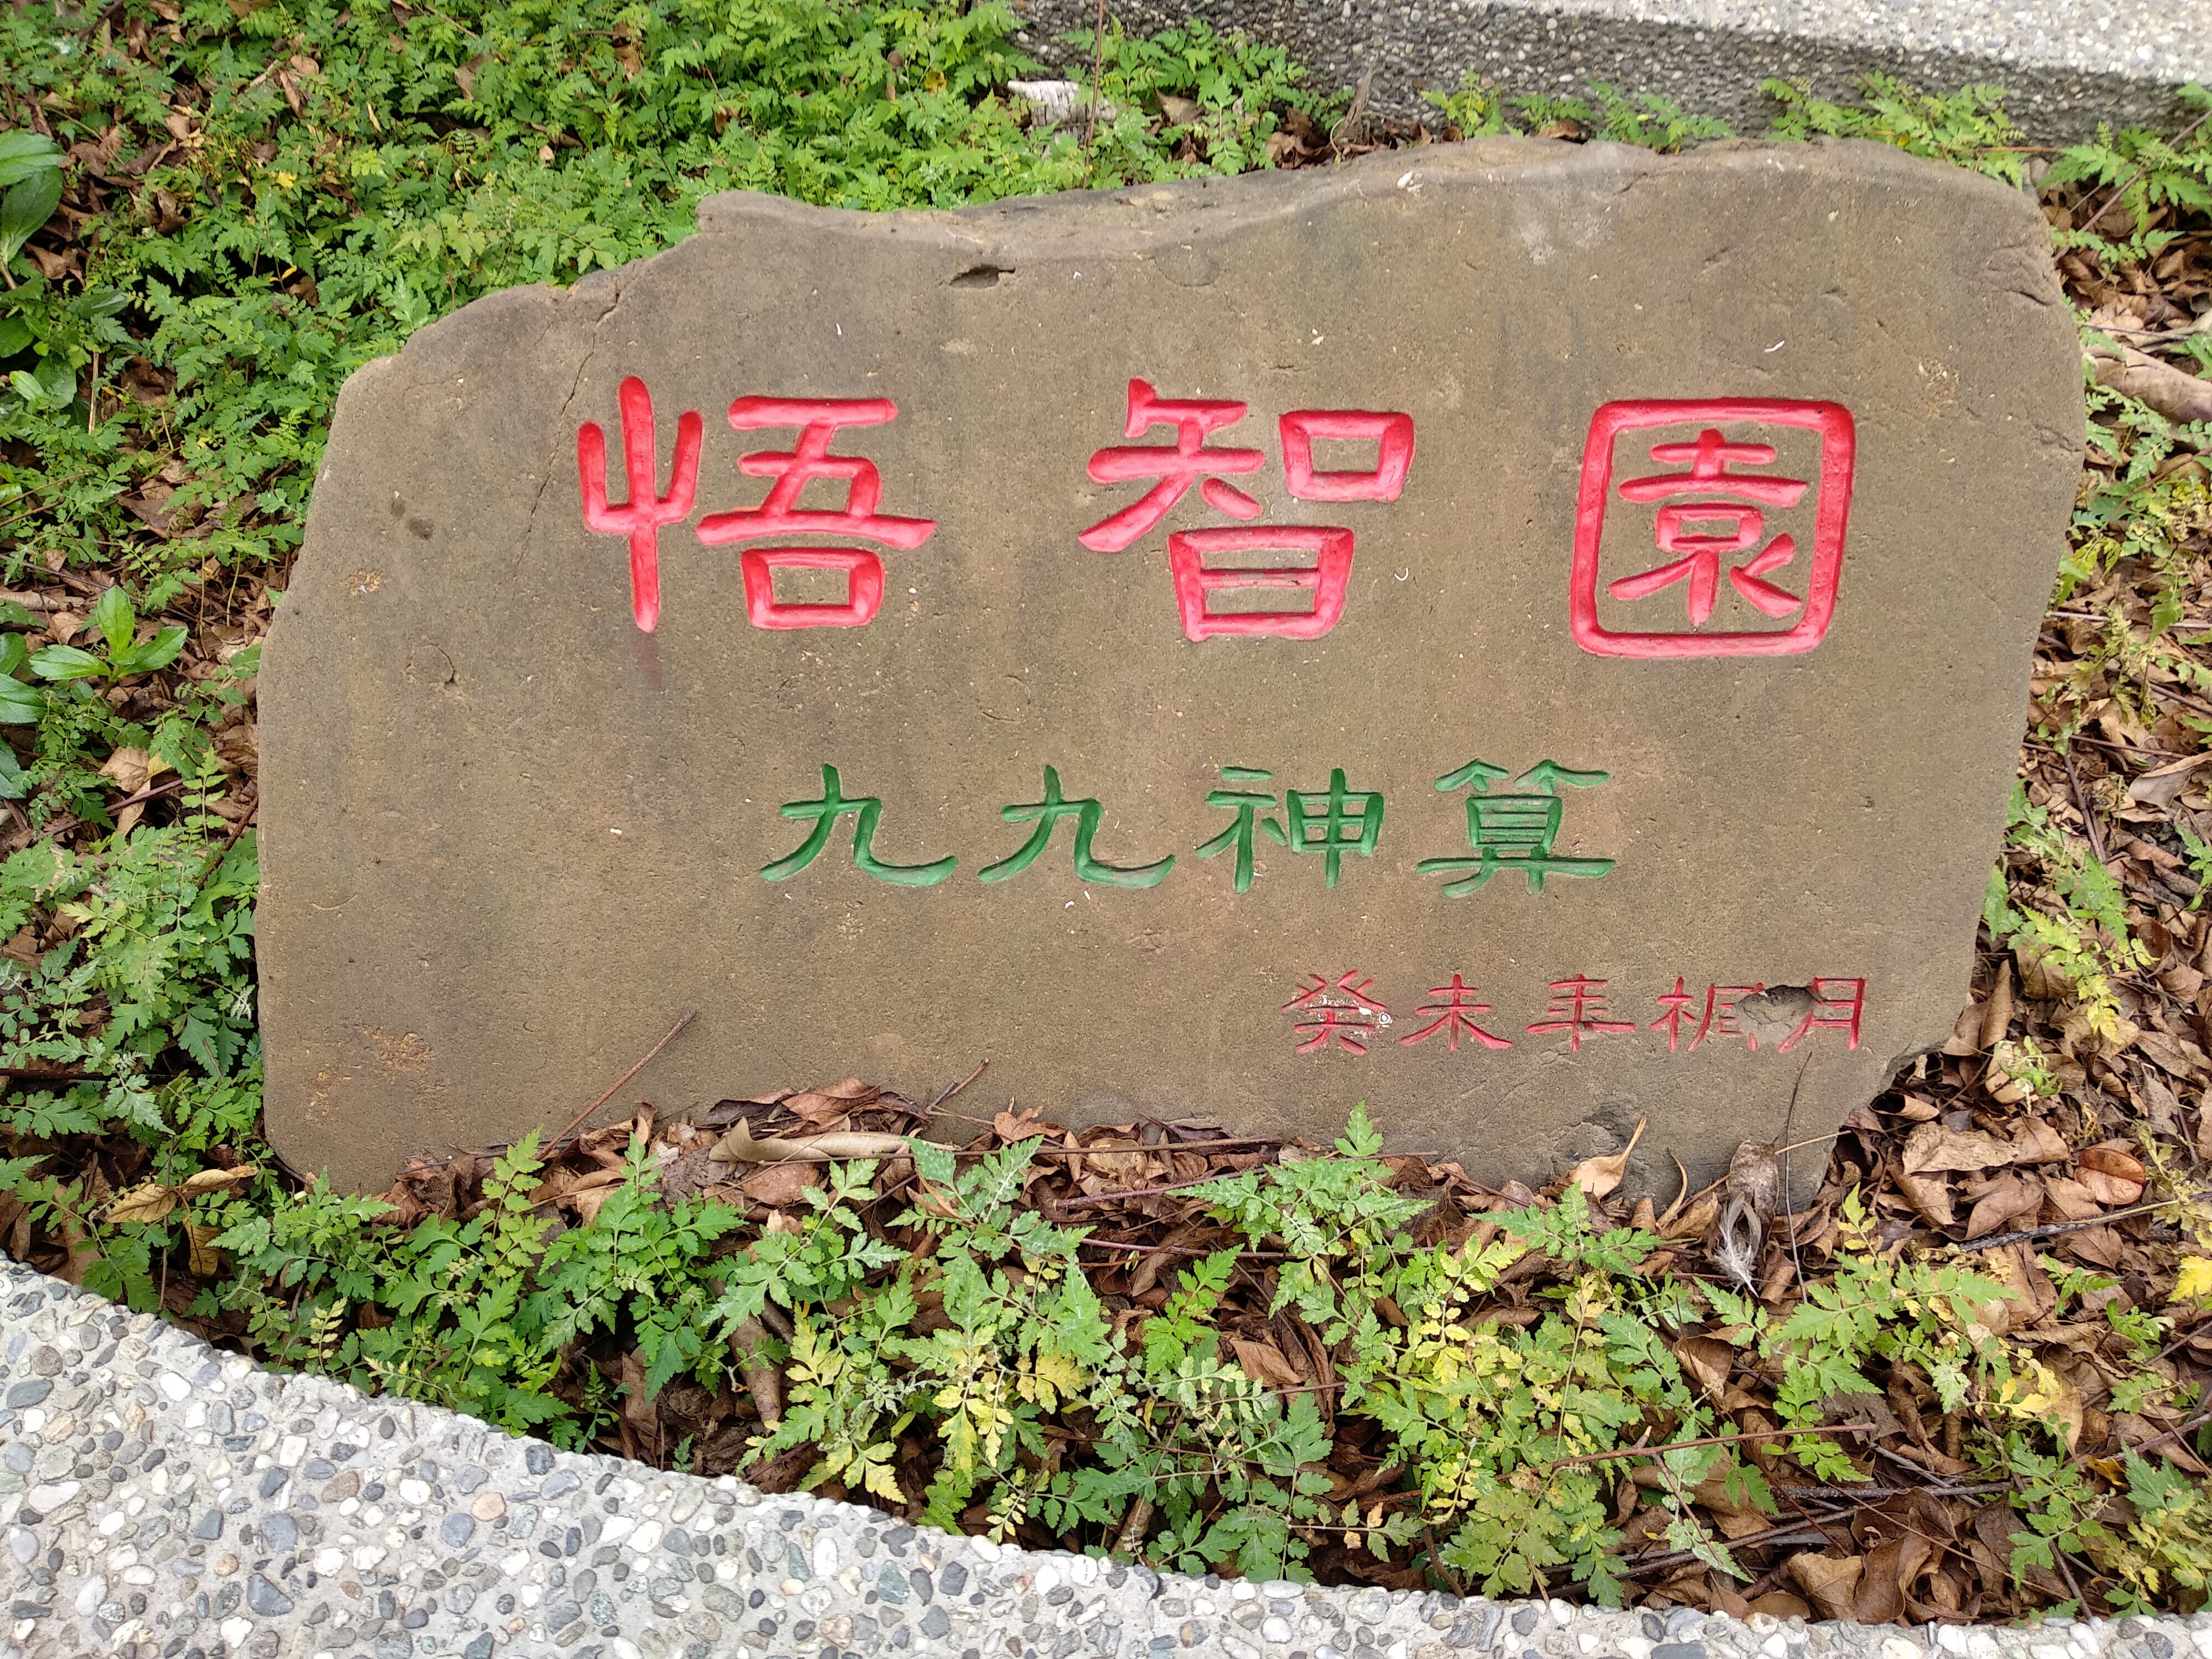 悟智園
九九神算
癸未年 月